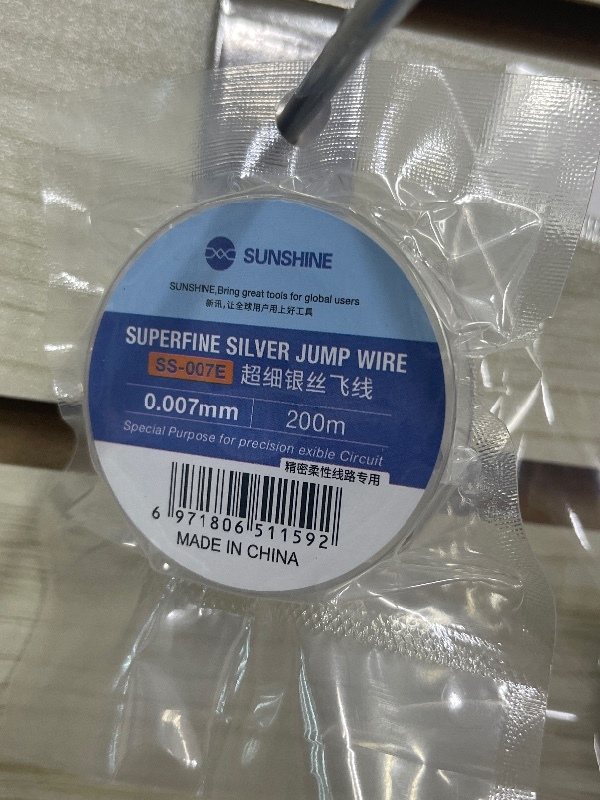 SUNSHINE
SUNSHINE,Bring great tools for global users
新讯,让全球用户用上好工具
SUPERFINE SILVER JUMP WIRE
SS-007E 超细银丝飞线
0.007mm 200m
Special Purpose for precision exible Circuit
精密柔性线路专用
6 971806 511592
MADE IN CHINA